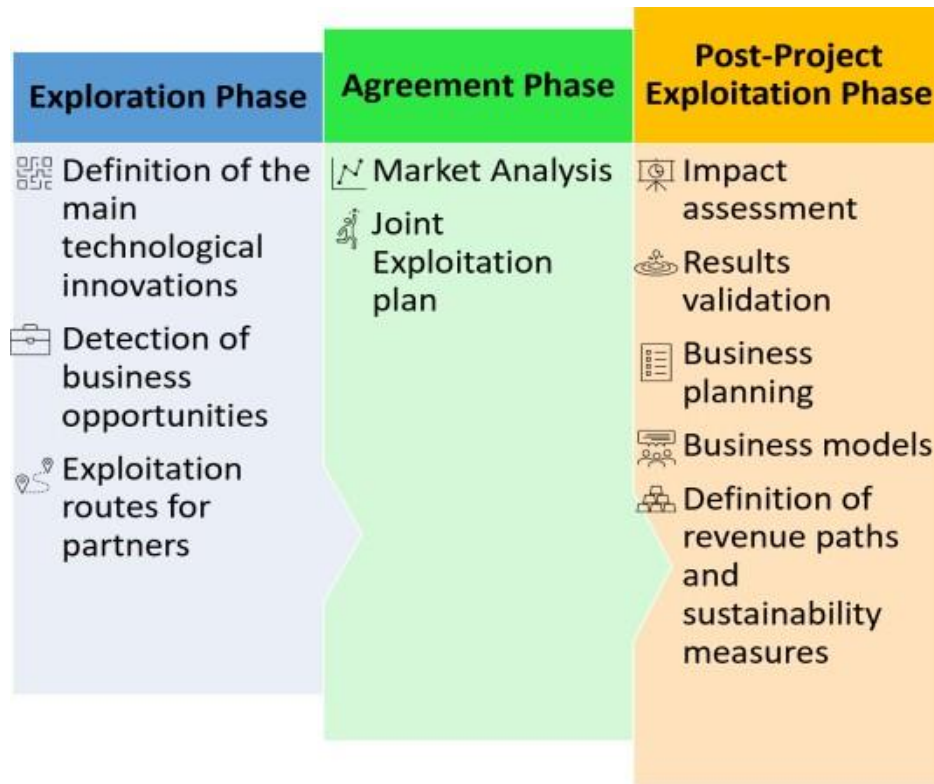 Exploration Phase
Definition of the
main
technological
innovations
Detection of
business
opportunities
Exploitation
routes for
partners
Agreement Phase
Market Analysis
Joint
Exploitation
plan
Post-Project
Exploitation Phase
Impact
assessment
Results
validation
Business
planning
Business models
Definition of
revenue paths
and
sustainability
measures